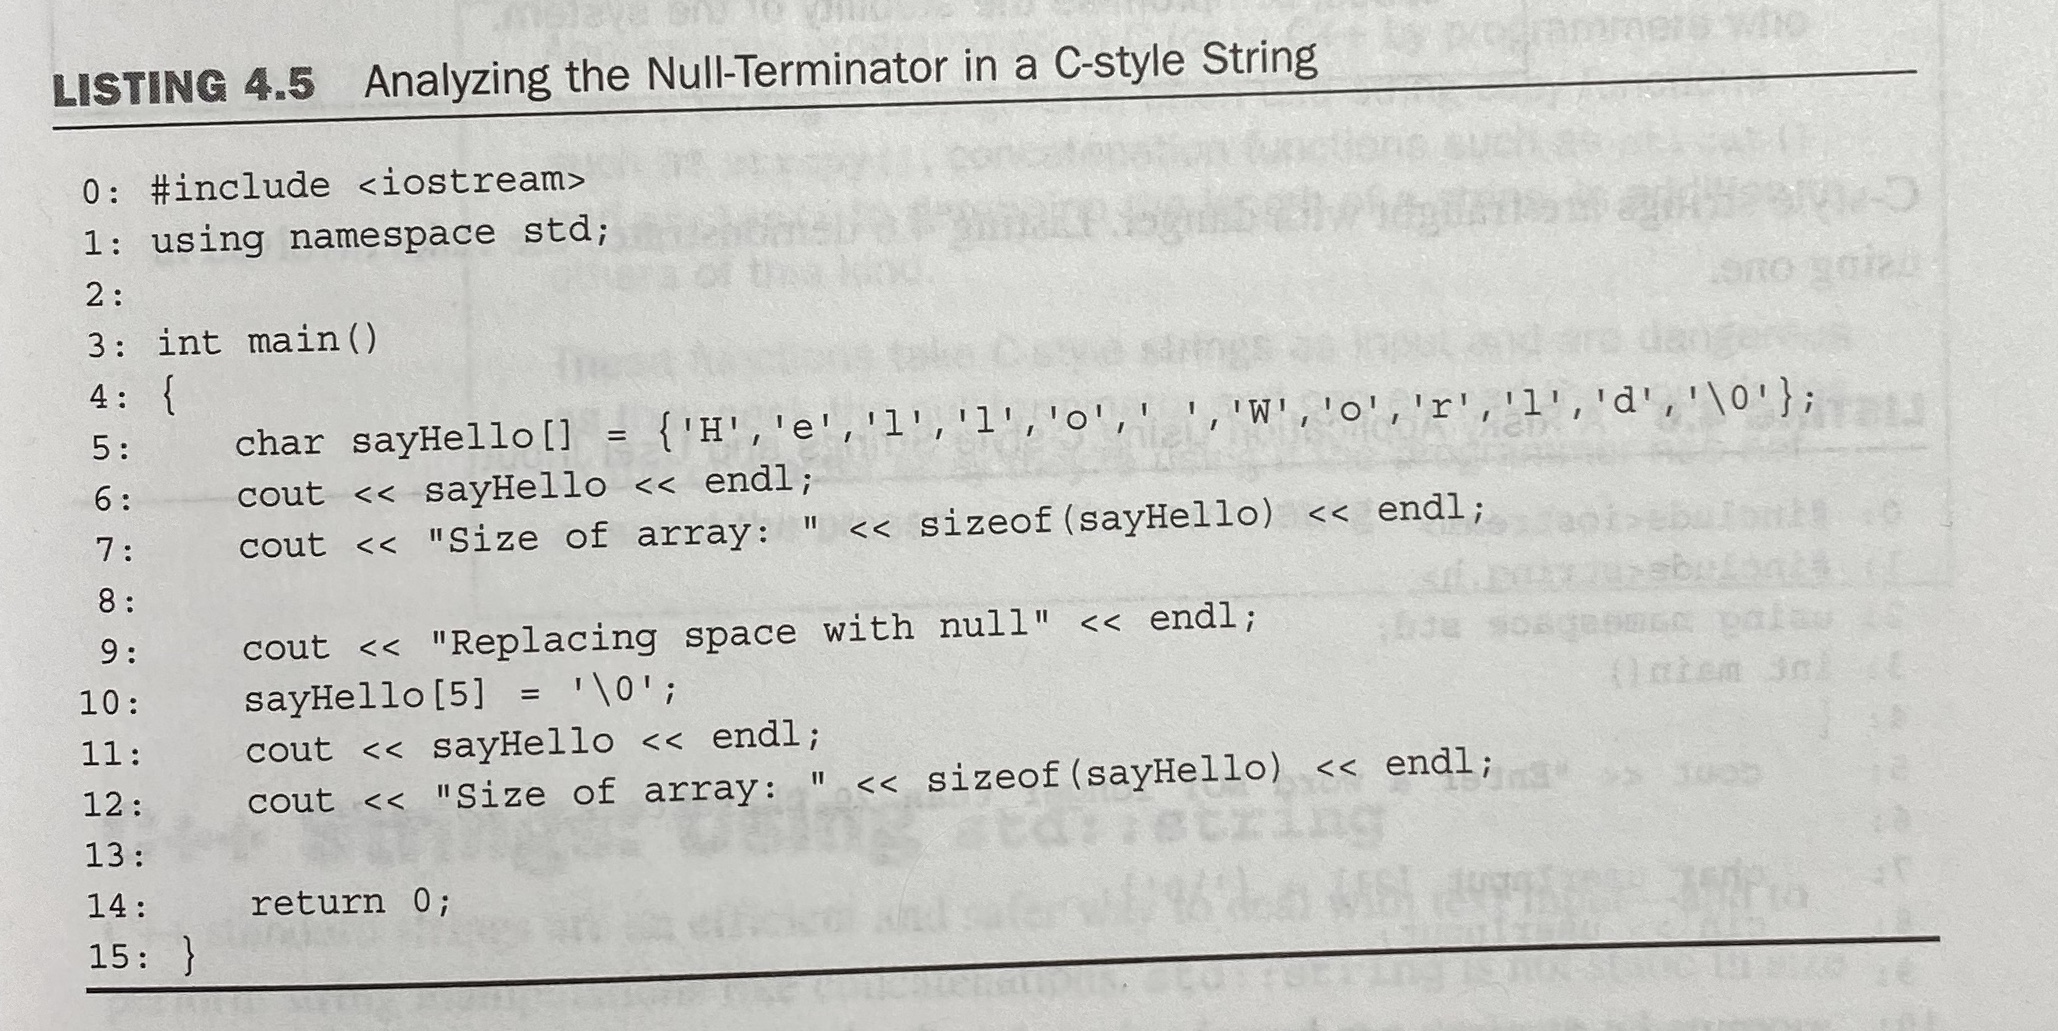 LISTING 4.5 Analyzing the Null-Terminator in a C-style String
0: #include <iostream>
1: using namespace std;
2:
3: int main()
4: {
5: char sayHello[] = {'H','e','l','l','o',' ','W','o','r','l','d','\0'};
6: cout << sayHello << endl;
7: cout << "Size of array: " << sizeof(sayHello) << endl;
8:
9: cout << "Replacing space with null" << endl;
10: sayHello[5] = '\0';
11: cout << sayHello << endl;
12: cout << "Size of array: " << sizeof(sayHello) << endl;
13:
14: return 0;
15: }